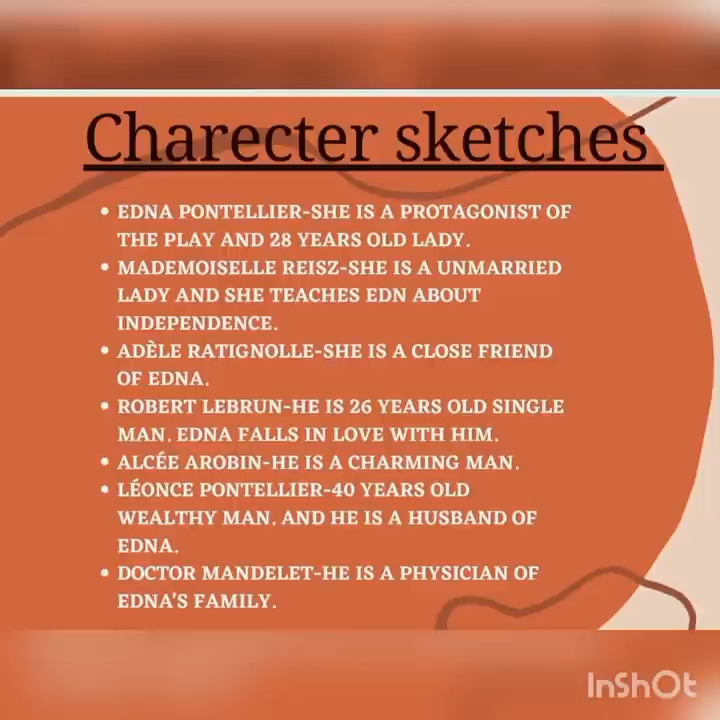 Charecter sketches
• EDNA PONTELLIER-SHE IS A PROTAGONIST OF
THE PLAY AND 28 YEARS OLD LADY.
• MADEMOISELLE REISZ-SHE IS A UNMARRIED
LADY AND SHE TEACHES EDN ABOUT
INDEPENDENCE.
• ADÈLE RATIGNOLLE-SHE IS A CLOSE FRIEND
OF EDNA.
• ROBERT LEBRUN-HE IS 26 YEARS OLD SINGLE
MAN. EDNA FALLS IN LOVE WITH HIM.
• ALCÉE AROBIN-HE IS A CHARMING MAN.
• LÉONCE PONTELLIER-40 YEARS OLD
WEALTHY MAN. AND HE IS A HUSBAND OF
EDNA.
• DOCTOR MANDELET-HE IS A PHYSICIAN OF
EDNA'S FAMILY.
InShOt